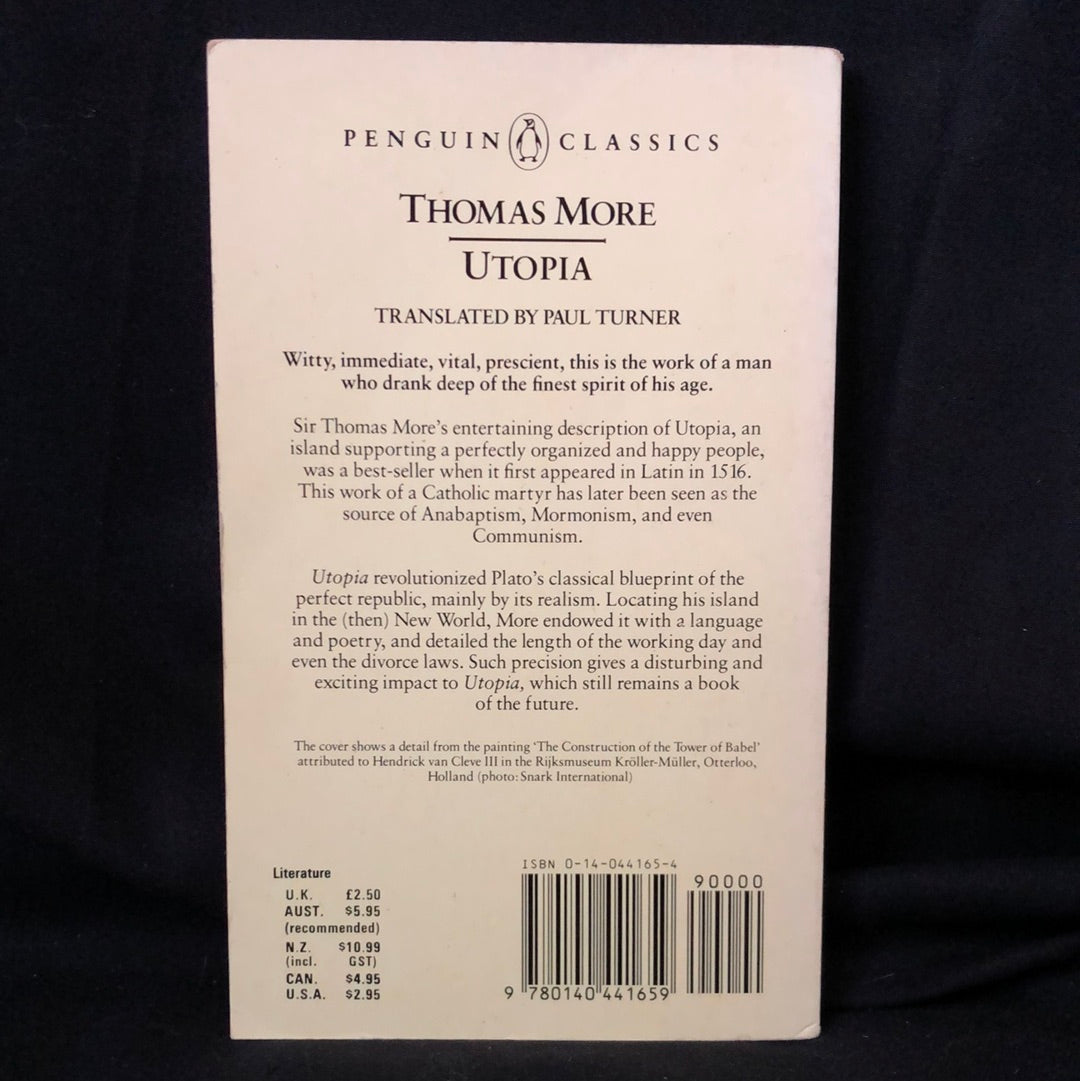 PENGUIN CLASSICS
THOMAS MORE
UTOPIA
TRANSLATED BY PAUL TURNER
Witty, immediate, vital, prescient, this is the work of a man
who drank deep of the finest spirit of his age.
Sir Thomas More's entertaining description of Utopia, an
island supporting a perfectly organized and happy people,
was a best-seller when it first appeared in Latin in 1516.
This work of a Catholic martyr has later been seen as the
source of Anabaptism, Mormonism, and even
Communism.
Utopia revolutionized Plato's classical blueprint of the
perfect republic, mainly by its realism. Locating his island
in the (then) New World, More endowed it with a language
and poetry, and detailed the length of the working day and
even the divorce laws. Such precision gives a disturbing and
exciting impact to Utopia, which still remains a book
of the future.
The cover shows a detail from the painting 'The Construction of the Tower of Babel'
attributed to Hendrick van Cleve III in the Rijksmuseum Kröller-Müller, Otterloo,
Holland (photo: Snark International)
Literature
U.K. £2.50
AUST. $5.95
(recommended)
N.Z. $10.99
(incl. GST)
CAN. $4.95
U.S.A. $2.95
ISBN 0-14-044165-4
90000
9 780140 441659